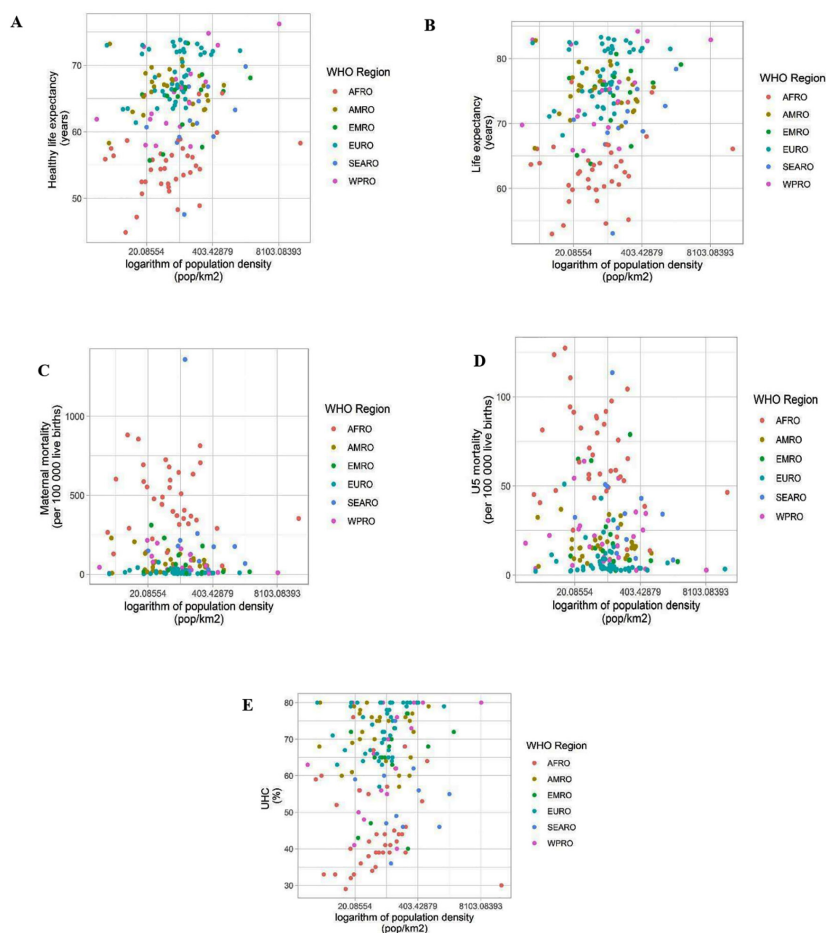 A
Healthy life expectancy
(years)
70
60
50
20.08554 403.42879 8103.08393
logarithm of population density
(pop/km2)
WHO Region
AFRO
AMRO
EMRO
EURO
SEARO
WPRO
B
Life expectancy
(years)
80
70
60
20.08554 403.42879 8103.08393
logarithm of population density
(pop/km2)
WHO Region
AFRO
AMRO
EMRO
EURO
SEARO
WPRO
C
Maternal mortality
(per 100 000 live births)
1000
500
0
20.08554 403.42879 8103.08393
logarithm of population density
(pop/km2)
WHO Region
AFRO
AMRO
EMRO
EURO
SEARO
WPRO
D
U5 mortality
(per 100 000 live births)
100
50
0
20.08554 403.42879 8103.08393
logarithm of population density
(pop/km2)
WHO Region
AFRO
AMRO
EMRO
EURO
SEARO
WPRO
E
UHC
(%)
80
70
60
50
40
30
20.08554 403.42879 8103.08393
logarithm of population density
(pop/km2)
WHO Region
AFRO
AMRO
EMRO
EURO
SEARO
WPRO